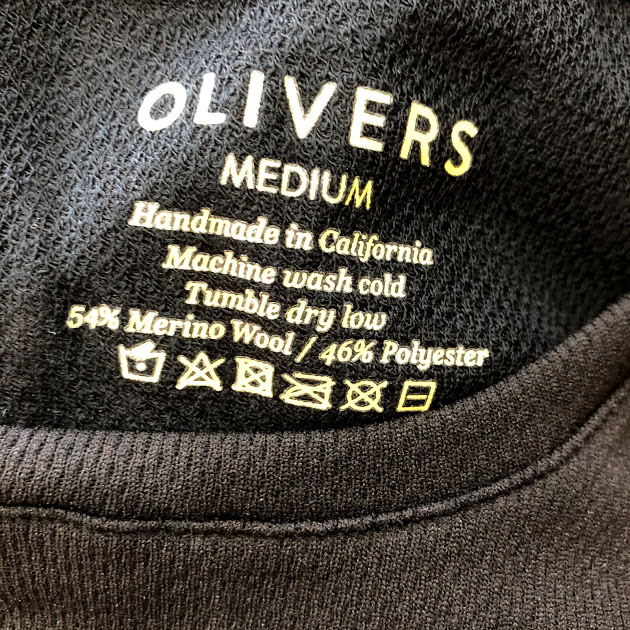 OLIVERS
MEDIUM
Handmade in California
Machine wash cold
Tumble dry low
54% Merino Wool / 46% Polyester